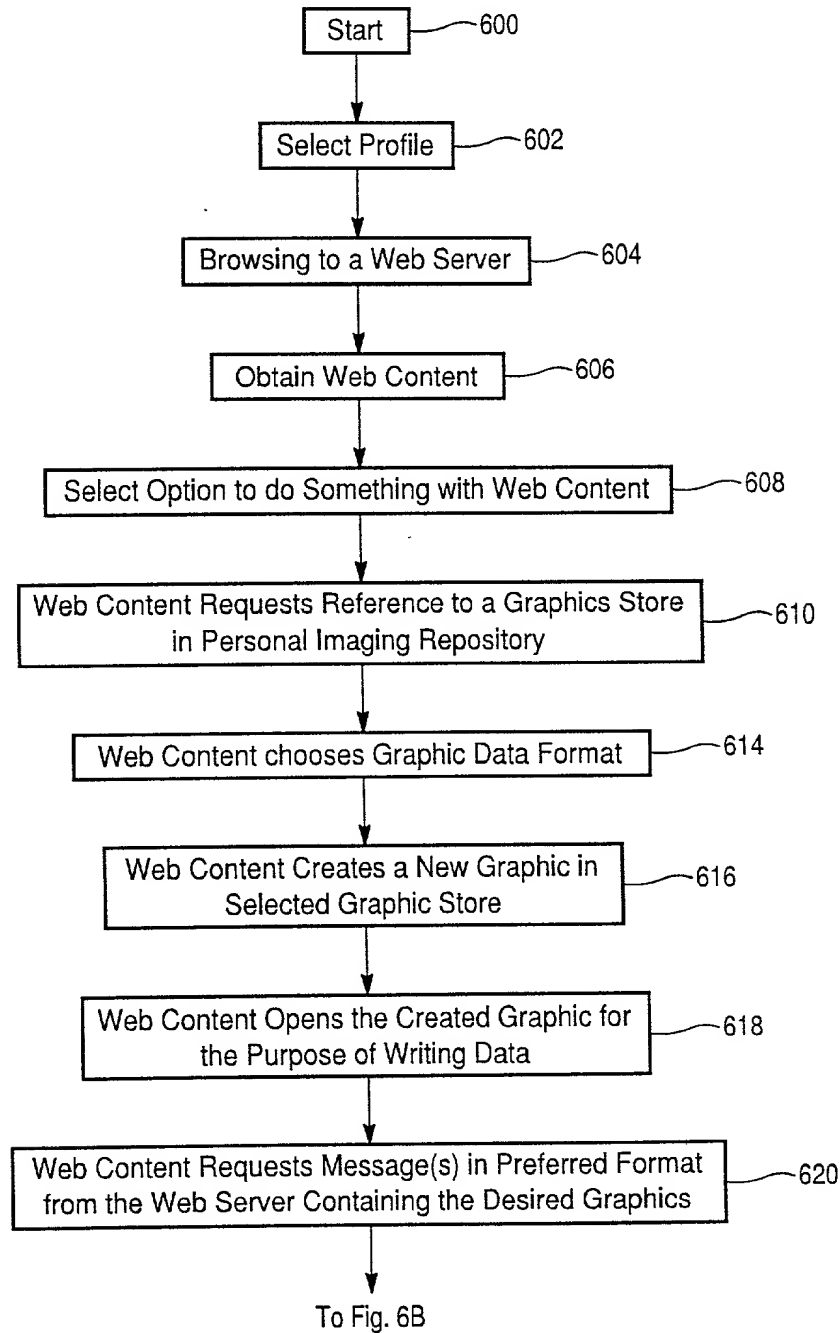 Start
600
Select Profile
602
Browsing to a Web Server
604
Obtain Web Content
606
Select Option to do Something with Web Content
608
Web Content Requests Reference to a Graphics Store
in Personal Imaging Repository
610
Web Content chooses Graphic Data Format
614
Web Content Creates a New Graphic in
Selected Graphic Store
616
Web Content Opens the Created Graphic for
the Purpose of Writing Data
618
Web Content Requests Message(s) in Preferred Format
from the Web Server Containing the Desired Graphics
620
To Fig. 6B